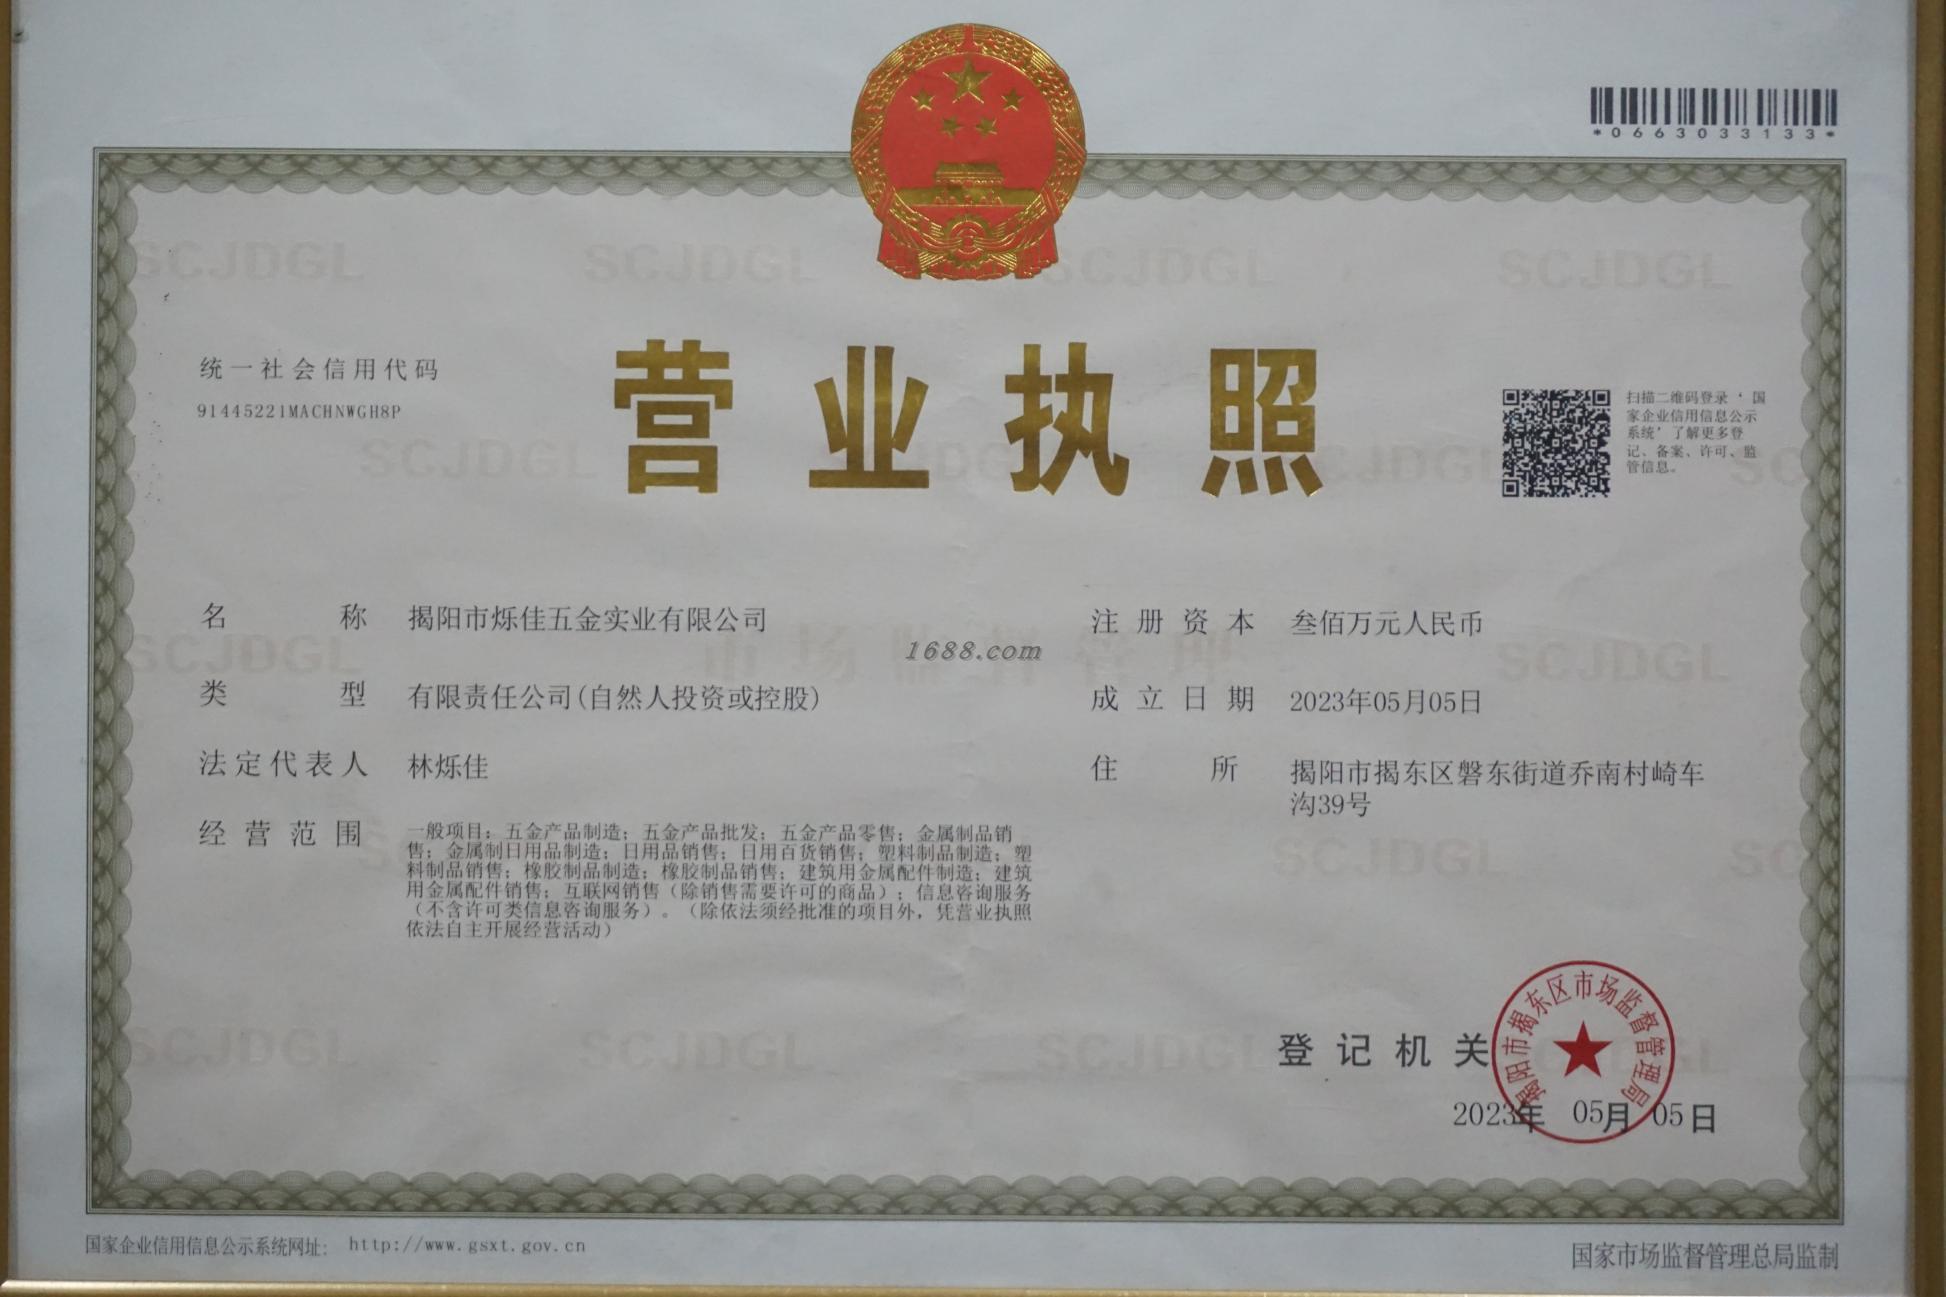 *0663033133*
统一社会信用代码
91445221MACHNWGH8P
营业执照
扫描二维码登录‘国
家企业信用信息公示
系统’了解更多登
记、备案、许可、监
管信息。
名称 揭阳市烁佳五金实业有限公司
类型 有限责任公司(自然人投资或控股)
法定代表人 林烁佳
经营范围 一般项目：五金产品制造；五金产品批发；五金产品零售；金属制品销
售；金属制日用品制造；日用品销售；日用百货销售；塑料制品制造；塑
料制品销售；橡胶制品制造；橡胶制品销售；建筑用金属配件制造；建筑
用金属配件销售；互联网销售（除销售需要许可的商品）；信息咨询服务
（不含许可类信息咨询服务）。（除依法须经批准的项目外，凭营业执照
依法自主开展经营活动）
1688.com
注册资本 叁佰万元人民币
成立日期 2023年05月05日
住所 揭阳市揭东区磐东街道乔南村崎车
沟39号
登记机关
揭阳市揭东区市场监督管理局
2023年 05月 05日
国家企业信用信息公示系统网址: http://www.gsxt.gov.cn
国家市场监督管理总局监制
SCJDGL
市场监督管理